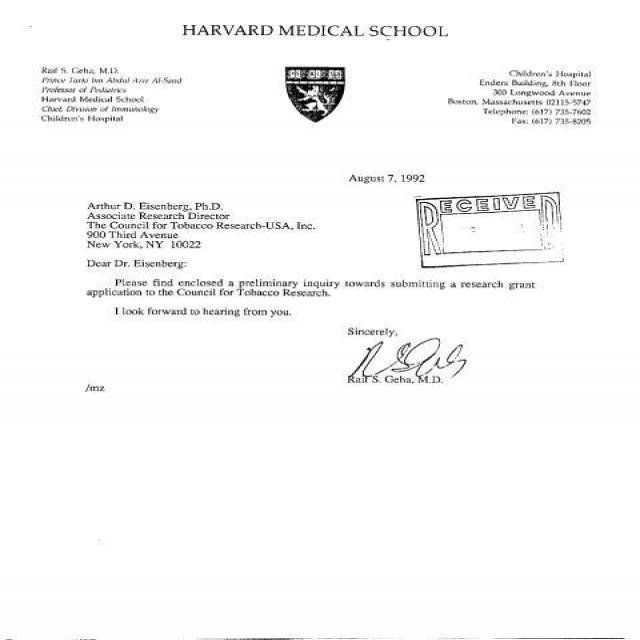 HARVARD MEDICAL SCHOOL
Raif S. Geha, M.D.
Prince Turki bin Abdul Aziz Al-Saud
Professor of Pediatrics
Harvard Medical School
Chief, Division of Immunology
Children's Hospital
Children's Hospital
Enders Building, 8th Floor
300 Longwood Avenue
Boston, Massachusetts 02115-5747
Telephone: (617) 735-7602
Fax: (617) 735-8205
August 7, 1992
RECEIVED
Arthur D. Eisenberg, Ph.D.
Associate Research Director
The Council for Tobacco Research-USA, Inc.
900 Third Avenue
New York, NY 10022
Dear Dr. Eisenberg:
Please find enclosed a preliminary inquiry towards submitting a research grant
application to the Council for Tobacco Research.
I look forward to hearing from you.
Sincerely,
Raif S. Geha, M.D.
/mz